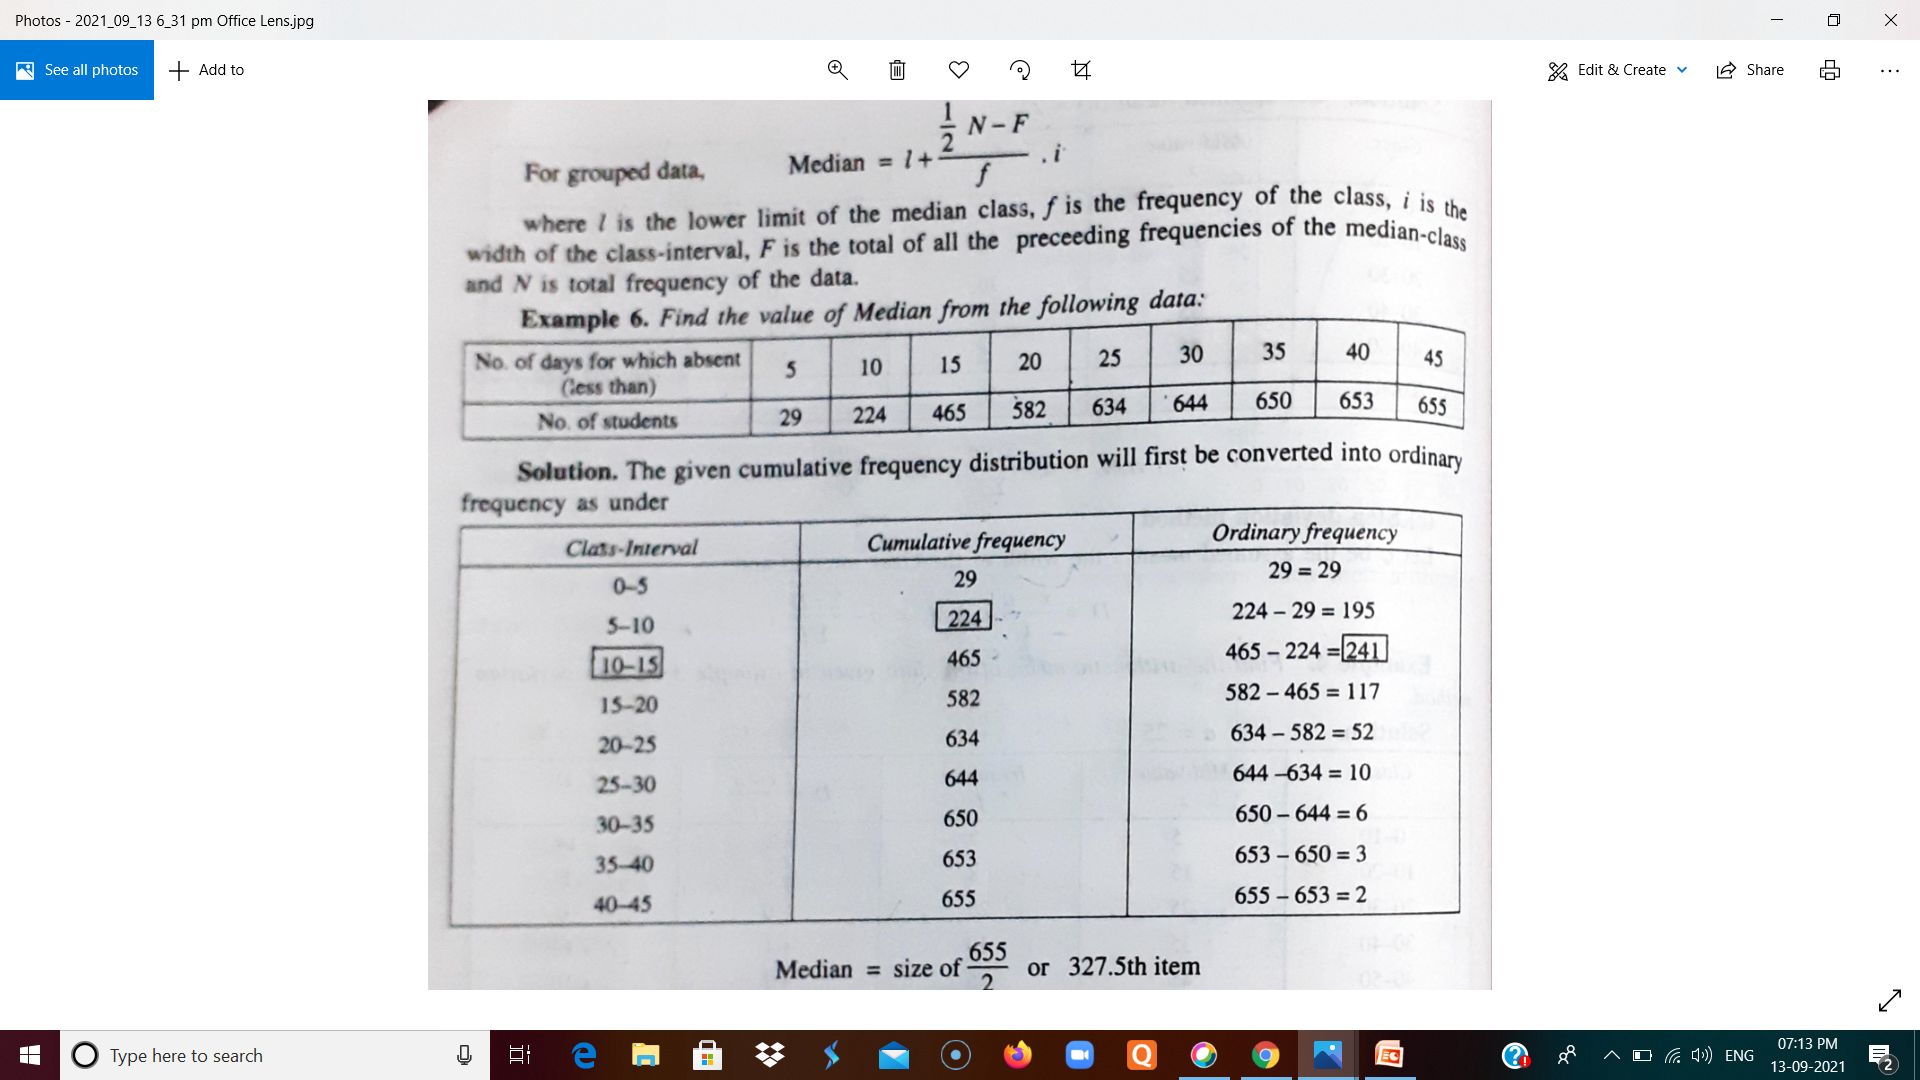 Photos - 2021_09_13 6_31 pm Office Lens.jpg
See all photos
Add to
Edit & Create
Share
For grouped data, Median = l + (1/2 N – F)/f . i
where l is the lower limit of the median class, f is the frequency of the class, i is the
width of the class-interval, F is the total of all the preceeding frequencies of the median-class
and N is total frequency of the data.
Example 6. Find the value of Median from the following data:
No. of days for which absent (less than) 5 10 15 20 25 30 35 40 45
No. of students 29 224 465 582 634 644 650 653 655
Solution. The given cumulative frequency distribution will first be converted into ordinary
frequency as under
Class-Interval Cumulative frequency Ordinary frequency
0–5 29 29 = 29
5–10 224 224 – 29 = 195
10–15 465 465 – 224 = 241
15–20 582 582 – 465 = 117
20–25 634 634 – 582 = 52
25–30 644 644 –634 = 10
30–35 650 650 – 644 = 6
35–40 653 653 – 650 = 3
40–45 655 655 – 653 = 2
Median = size of 655/2 or 327.5th item
Type here to search
ENG
07:13 PM
13-09-2021
2